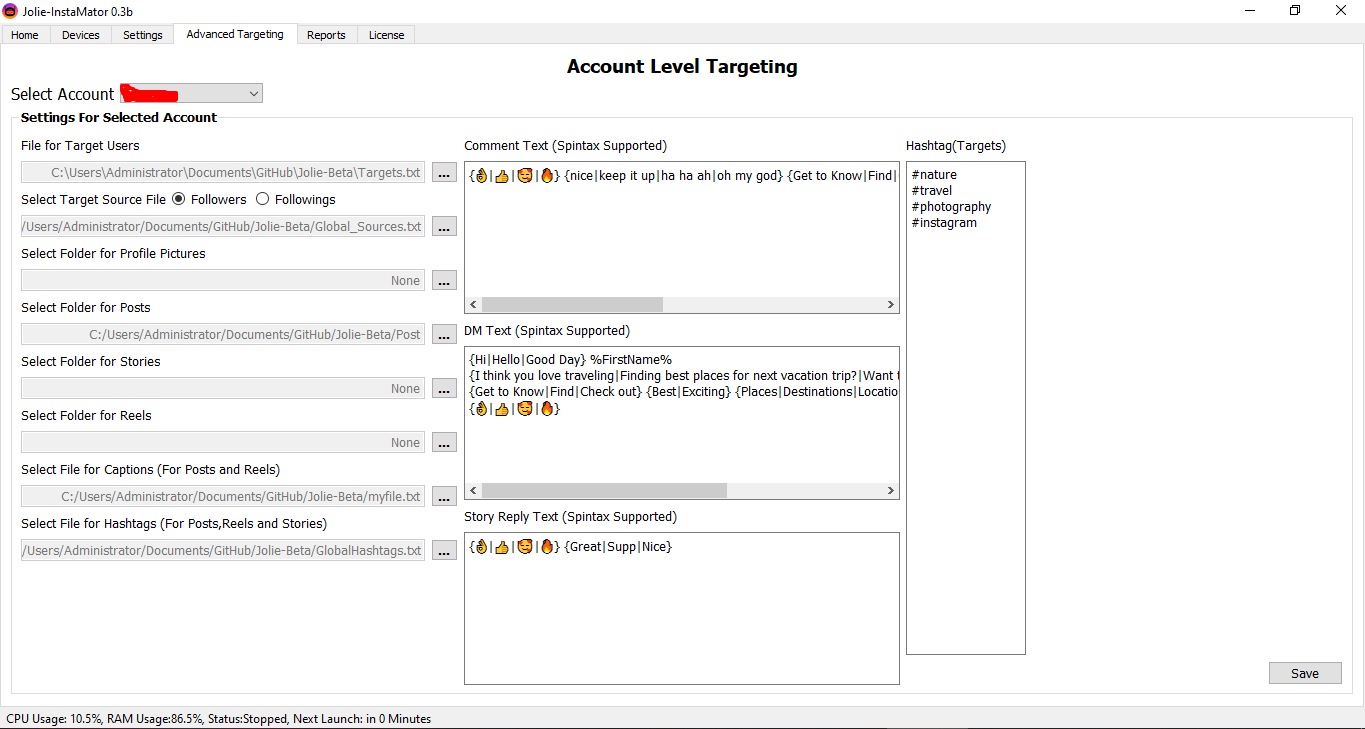 Jolie-InstaMator 0.3b
Home Devices Settings Advanced Targeting Reports License
Account Level Targeting
Select Account
Settings For Selected Account
File for Target Users
C:\Users\Administrator\Documents\GitHub\Jolie-Beta\Targets.txt ...
Select Target Source File Followers Followings
/Users/Administrator/Documents/GitHub/Jolie-Beta/Global_Sources.txt ...
Select Folder for Profile Pictures
None ...
Select Folder for Posts
C:/Users/Administrator/Documents/GitHub/Jolie-Beta/Post ...
Select Folder for Stories
None ...
Select Folder for Reels
None ...
Select File for Captions (For Posts and Reels)
C:/Users/Administrator/Documents/GitHub/Jolie-Beta/myfile.txt ...
Select File for Hashtags (For Posts,Reels and Stories)
/Users/Administrator/Documents/GitHub/Jolie-Beta/GlobalHashtags.txt ...
Comment Text (Spintax Supported)
{👌|👍|🥰|🔥} {nice|keep it up|ha ha ah|oh my god} {Get to Know|Find|
DM Text (Spintax Supported)
{Hi|Hello|Good Day} %FirstName%
{I think you love traveling|Finding best places for next vacation trip?|Want
{Get to Know|Find|Check out} {Best|Exciting} {Places|Destinations|Locatio
{👌|👍|🥰|🔥}
Story Reply Text (Spintax Supported)
{👌|👍|🥰|🔥} {Great|Supp|Nice}
Hashtag(Targets)
#nature
#travel
#photography
#instagram
Save
CPU Usage: 10.5%, RAM Usage:86.5%, Status:Stopped, Next Launch: in 0 Minutes